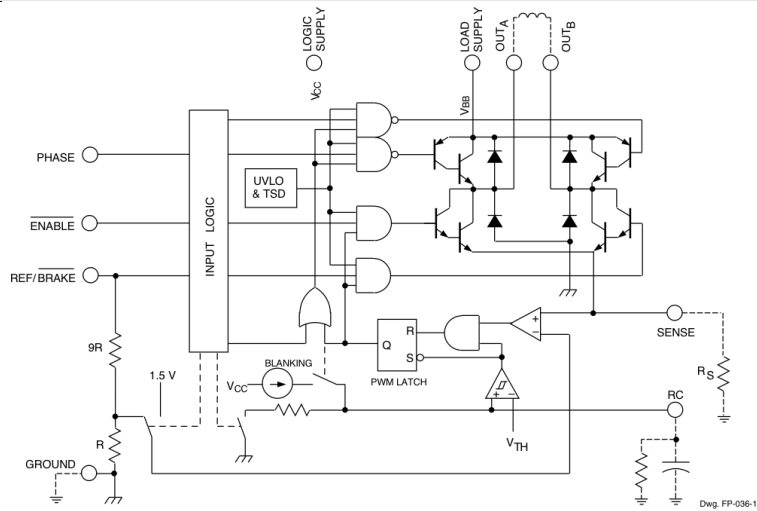 LOGIC
SUPPLY
VCC
LOAD
SUPPLY
VBB
OUTA
OUTB
PHASE
UVLO
& TSD
ENABLE
INPUT LOGIC
REF/BRAKE
9R
1.5 V
BLANKING
VCC
Q
R
S
PWM LATCH
+
−
SENSE
RS
RC
+
−
VTH
R
GROUND
Dwg. FP-036-1